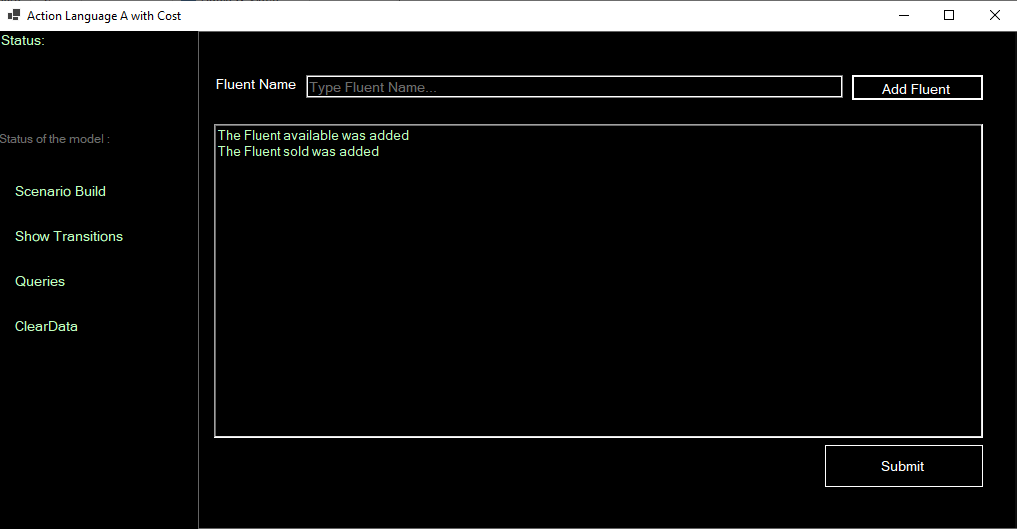 Action Language A with Cost
Status:
Fluent Name
Type Fluent Name...
Add Fluent
The Fluent available was added
The Fluent sold was added
Status of the model :
Scenario Build
Show Transitions
Queries
ClearData
Submit